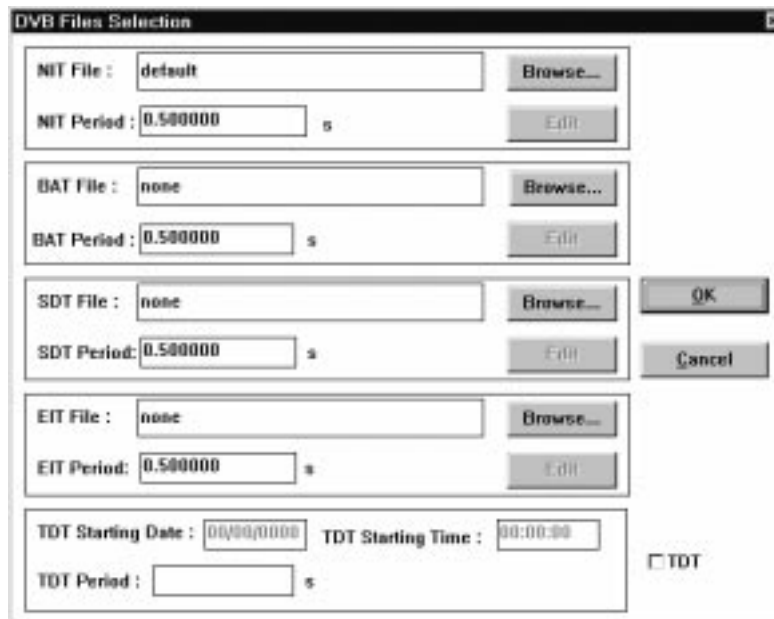 DVB Files Selection
NIT File : default Browse...
NIT Period : 0.500000 s Edit
BAT File : none Browse...
BAT Period : 0.500000 s Edit
SDT File : none Browse...
SDT Period: 0.500000 s Edit
OK
Cancel
EIT File : none Browse...
EIT Period: 0.500000 s Edit
TDT Starting Date : 00/00/0000 TDT Starting Time : 00:00:00
TDT Period : s
TDT